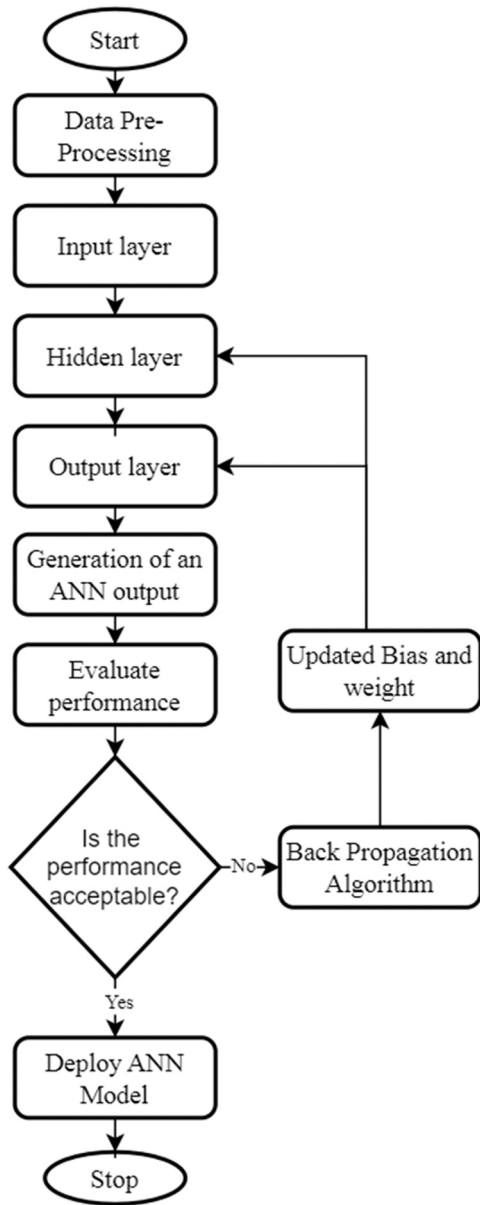 Start
Data Pre-
Processing
Input layer
Hidden layer
Output layer
Generation of an
ANN output
Evaluate
performance
Updated Bias and
weight
Is the
performance
acceptable?
No
Back Propagation
Algorithm
Yes
Deploy ANN
Model
Stop